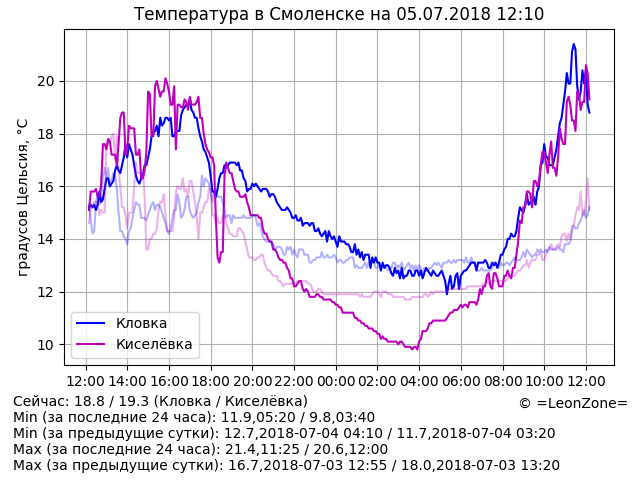 Температура в Смоленске на 05.07.2018 12:10
градусов Цельсия, °C
20
18
16
14
12
10
Кловка
Киселёвка
12:00 14:00 16:00 18:00 20:00 22:00 00:00 02:00 04:00 06:00 08:00 10:00 12:00
Сейчас: 18.8 / 19.3 (Кловка / Киселёвка)
© =LeonZone=
Min (за последние 24 часа): 11.9,05:20 / 9.8,03:40
Min (за предыдущие сутки): 12.7,2018-07-04 04:10 / 11.7,2018-07-04 03:20
Max (за последние 24 часа): 21.4,11:25 / 20.6,12:00
Max (за предыдущие сутки): 16.7,2018-07-03 12:55 / 18.0,2018-07-03 13:20